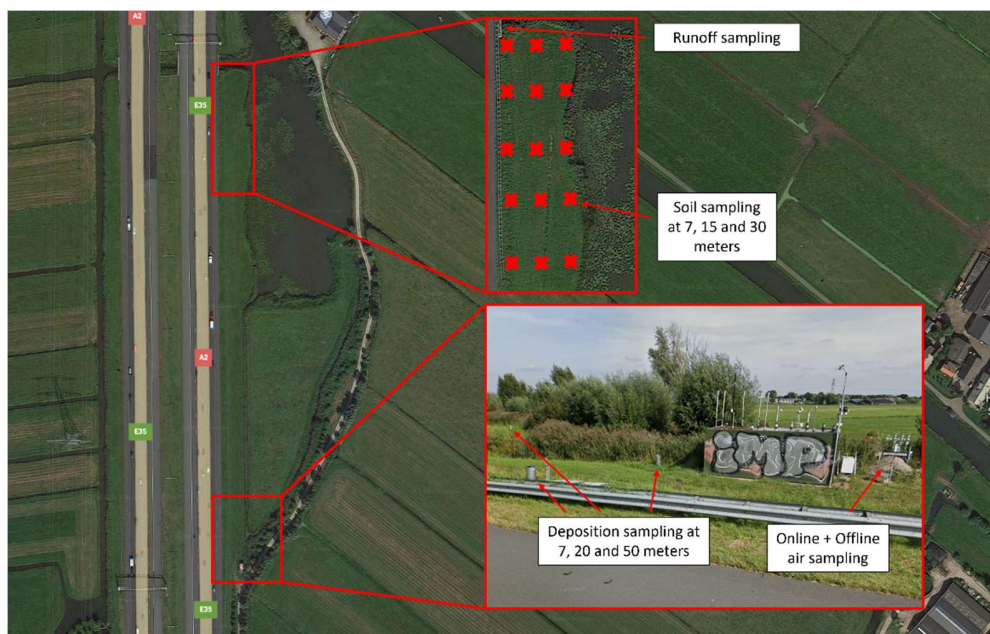 A2
E35
Runoff sampling
Soil sampling
at 7, 15 and 30
meters
A2
E35
iMP
Deposition sampling at
7, 20 and 50 meters
Online + Offline
air sampling
E35